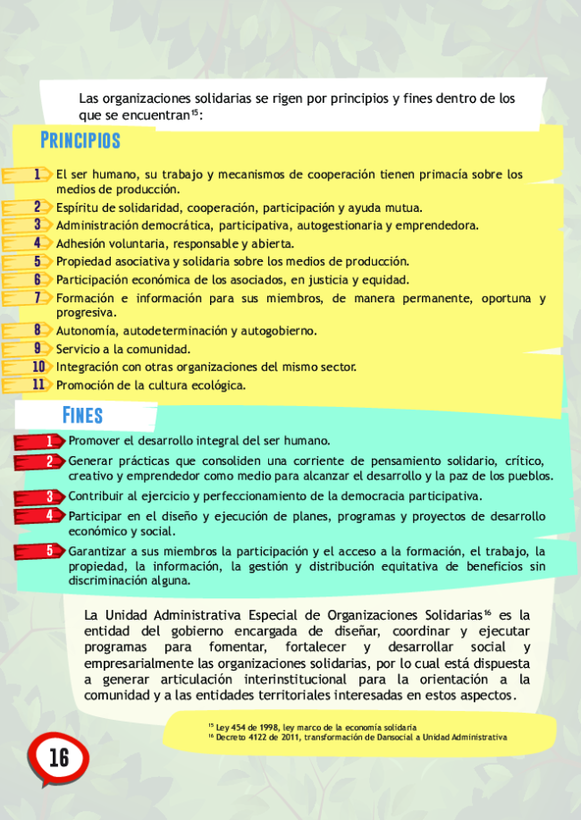 Las organizaciones solidarias se rigen por principios y fines dentro de los
que se encuentran¹⁵:
PRINCIPIOS
1 El ser humano, su trabajo y mecanismos de cooperación tienen primacía sobre los
medios de producción.
2 Espíritu de solidaridad, cooperación, participación y ayuda mutua.
3 Administración democrática, participativa, autogestionaria y emprendedora.
4 Adhesión voluntaria, responsable y abierta.
5 Propiedad asociativa y solidaria sobre los medios de producción.
6 Participación económica de los asociados, en justicia y equidad.
7 Formación e información para sus miembros, de manera permanente, oportuna y
progresiva.
8 Autonomía, autodeterminación y autogobierno.
9 Servicio a la comunidad.
10 Integración con otras organizaciones del mismo sector.
11 Promoción de la cultura ecológica.
FINES
1 Promover el desarrollo integral del ser humano.
2 Generar prácticas que consoliden una corriente de pensamiento solidario, crítico,
creativo y emprendedor como medio para alcanzar el desarrollo y la paz de los pueblos.
3 Contribuir al ejercicio y perfeccionamiento de la democracia participativa.
4 Participar en el diseño y ejecución de planes, programas y proyectos de desarrollo
económico y social.
5 Garantizar a sus miembros la participación y el acceso a la formación, el trabajo, la
propiedad, la información, la gestión y distribución equitativa de beneficios sin
discriminación alguna.
La Unidad Administrativa Especial de Organizaciones Solidarias¹⁶ es la
entidad del gobierno encargada de diseñar, coordinar y ejecutar
programas para fomentar, fortalecer y desarrollar social y
empresarialmente las organizaciones solidarias, por lo cual está dispuesta
a generar articulación interinstitucional para la orientación a la
comunidad y a las entidades territoriales interesadas en estos aspectos.
¹⁵ Ley 454 de 1998, ley marco de la economía solidaria
¹⁶ Decreto 4122 de 2011, transformación de Dansocial a Unidad Administrativa
16